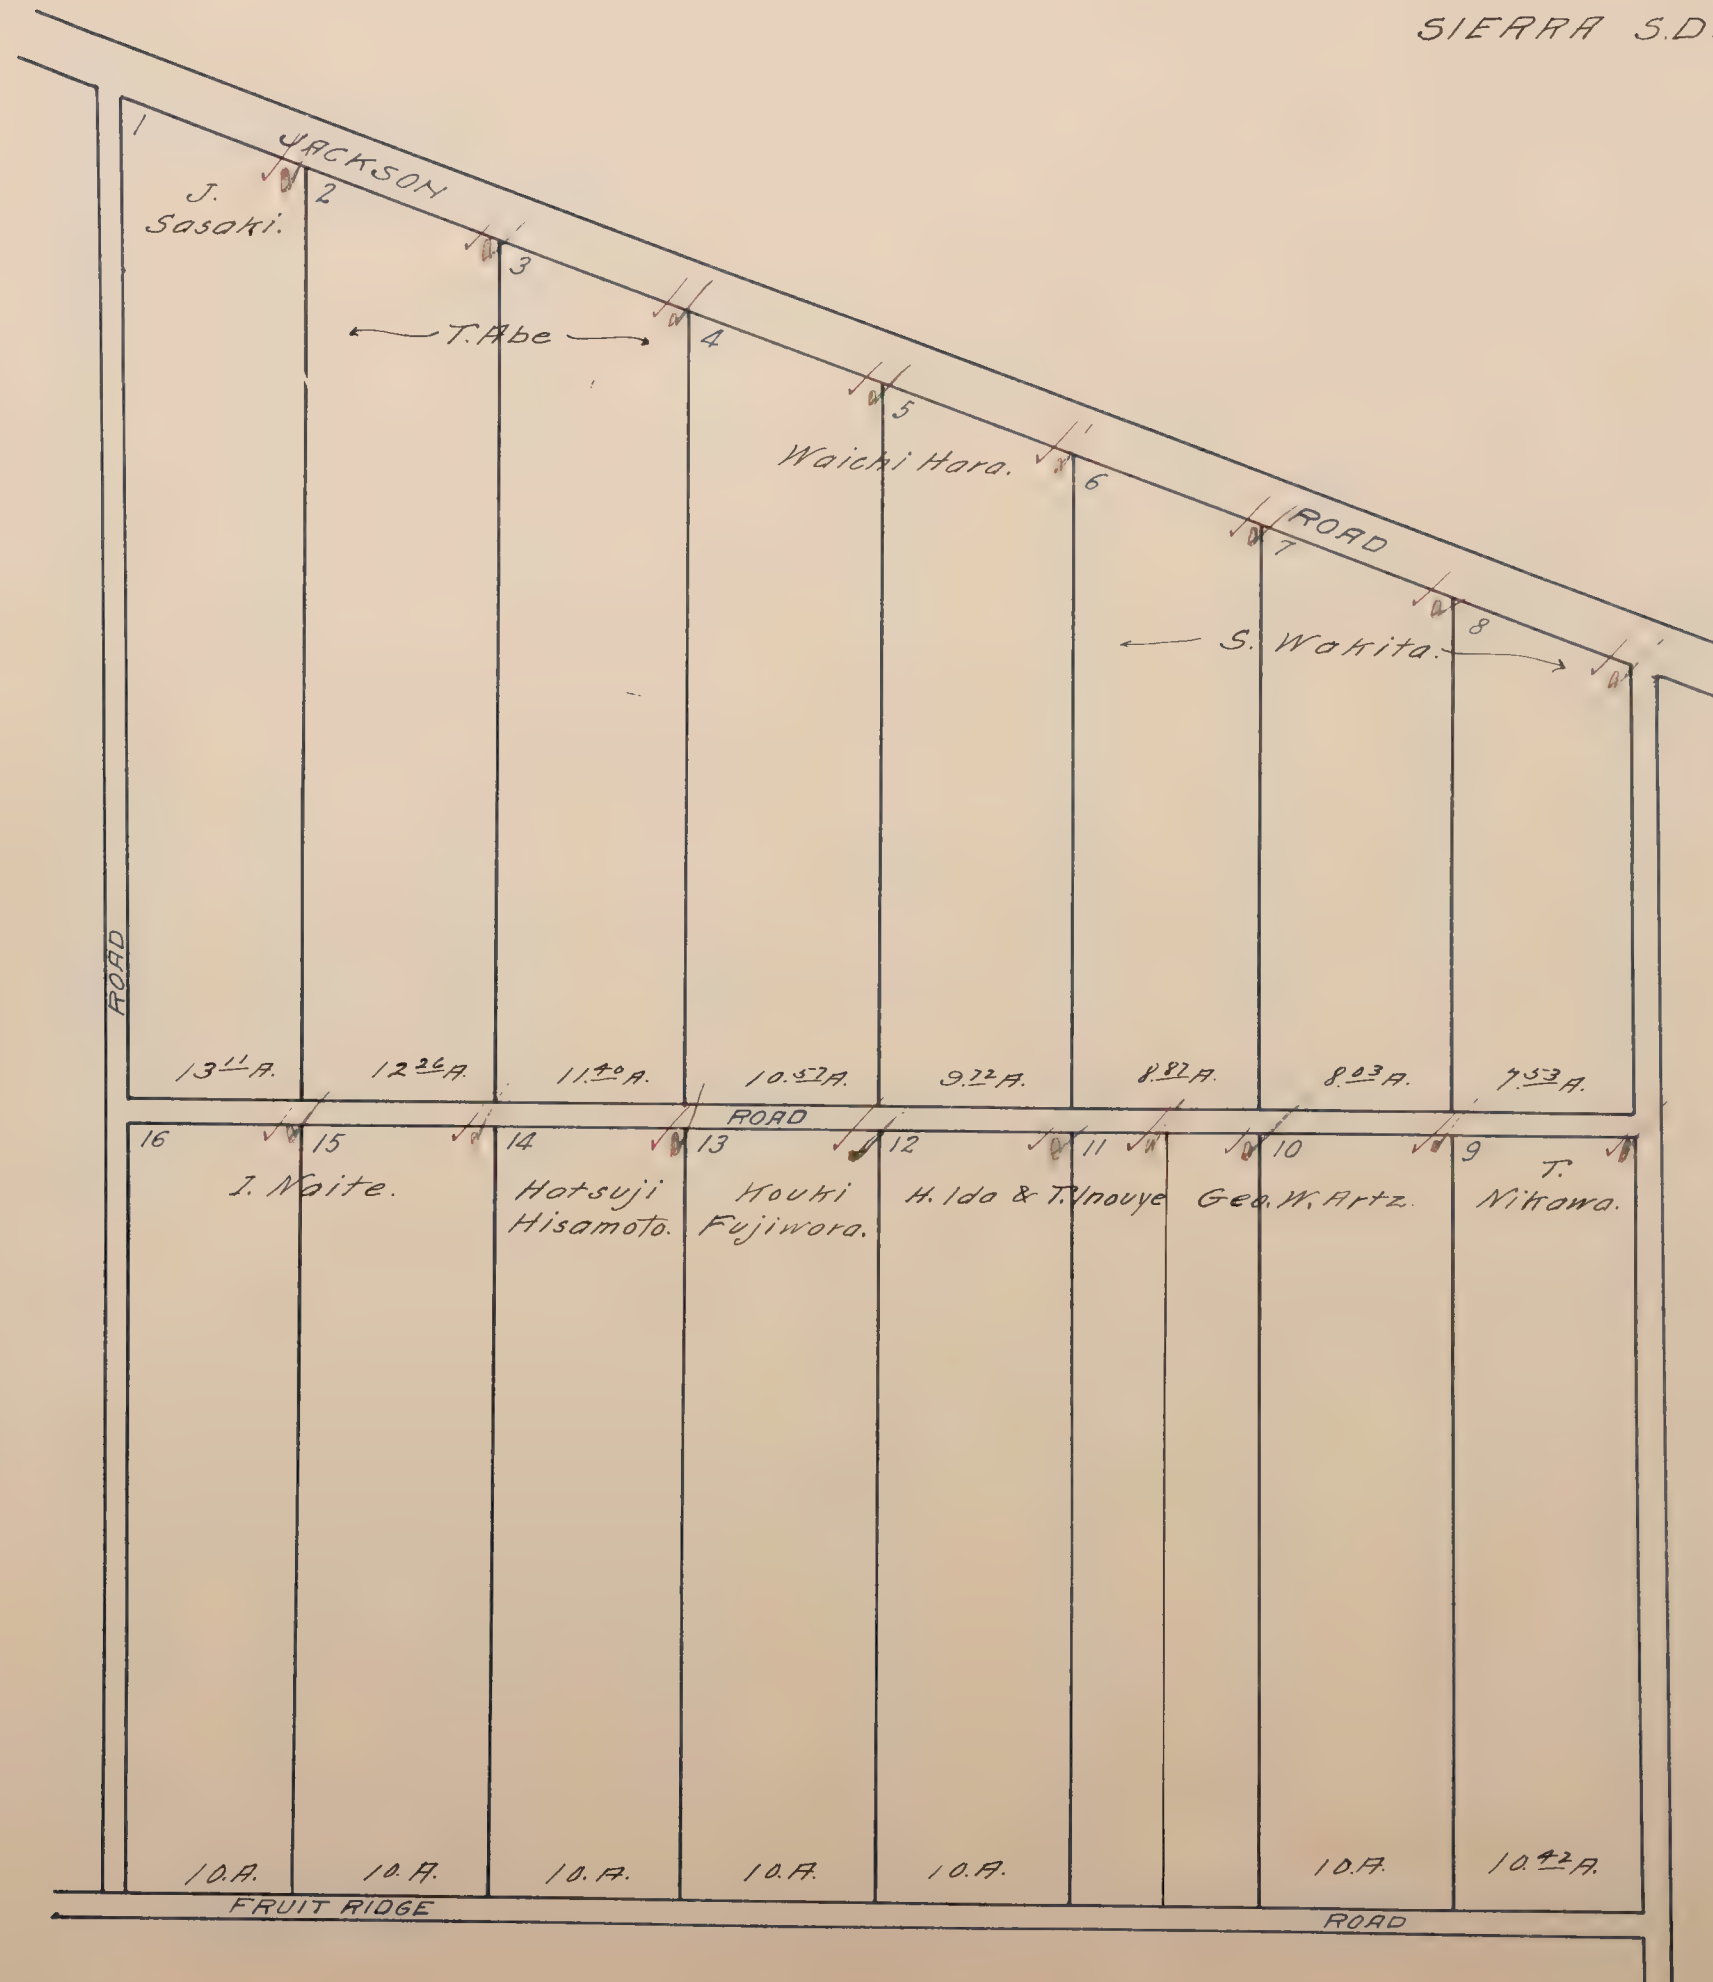 SIERRA S.D.
JACKSON
ROAD
1
2
3
4
5
6
7
8
J.
Sasaki.
T. Abe
Waichi Hara.
S. Wakita.
ROAD
13 11 A.
12 26 A.
11. 40 A.
10. 57 A.
9. 72 A.
8. 87 A.
8. 03 A.
7. 53 A.
ROAD
16
15
14
13
12
11
10
9
I. Naite.
Hatsuji
Hisamoto.
Kouki
Fujiwara.
H. Ida & T. Inouye
Geo. W. Artz.
T.
Nikawa.
10. A.
10. A.
10. A.
10. A.
10. A.
10. A.
10. 42 A.
FRUIT RIDGE
ROAD